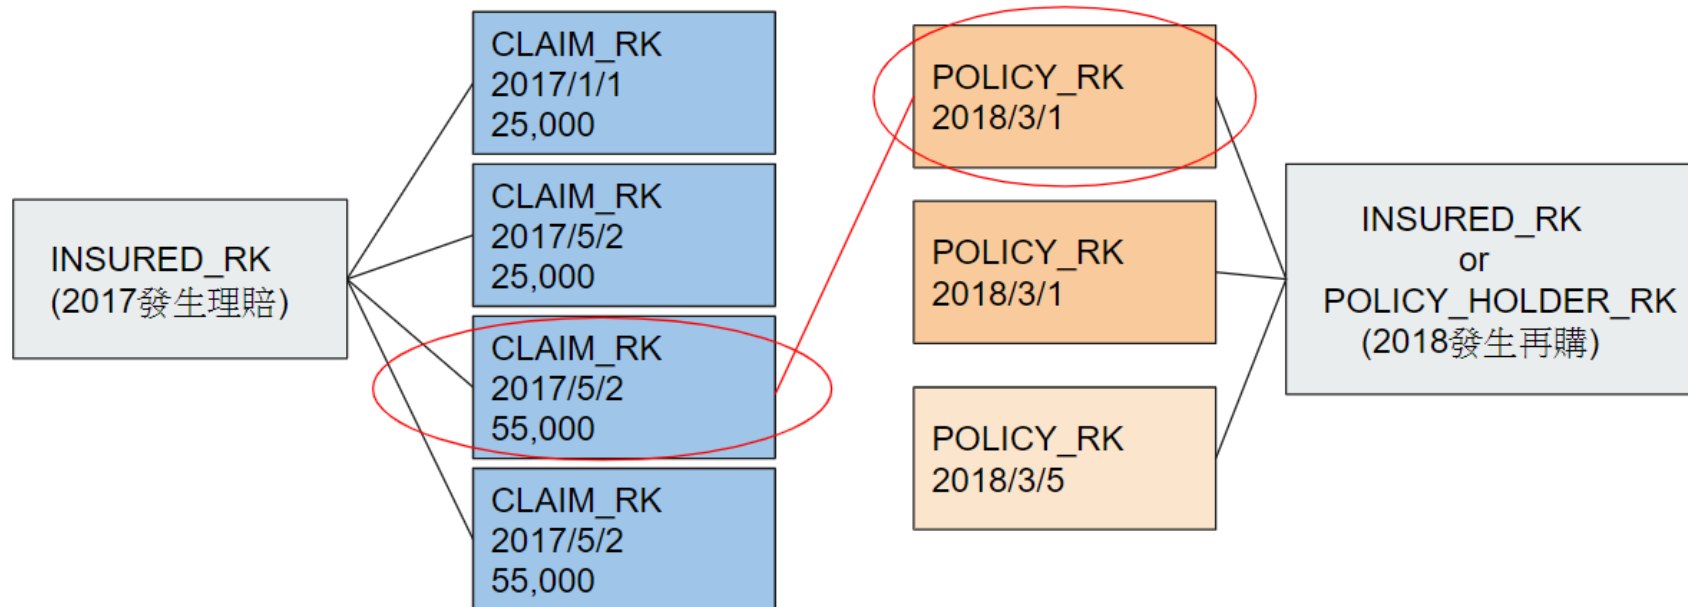 INSURED_RK
(2017發生理賠)
CLAIM_RK
2017/1/1
25,000
CLAIM_RK
2017/5/2
25,000
CLAIM_RK
2017/5/2
55,000
CLAIM_RK
2017/5/2
55,000
POLICY_RK
2018/3/1
POLICY_RK
2018/3/1
POLICY_RK
2018/3/5
INSURED_RK
or
POLICY_HOLDER_RK
(2018發生再購)